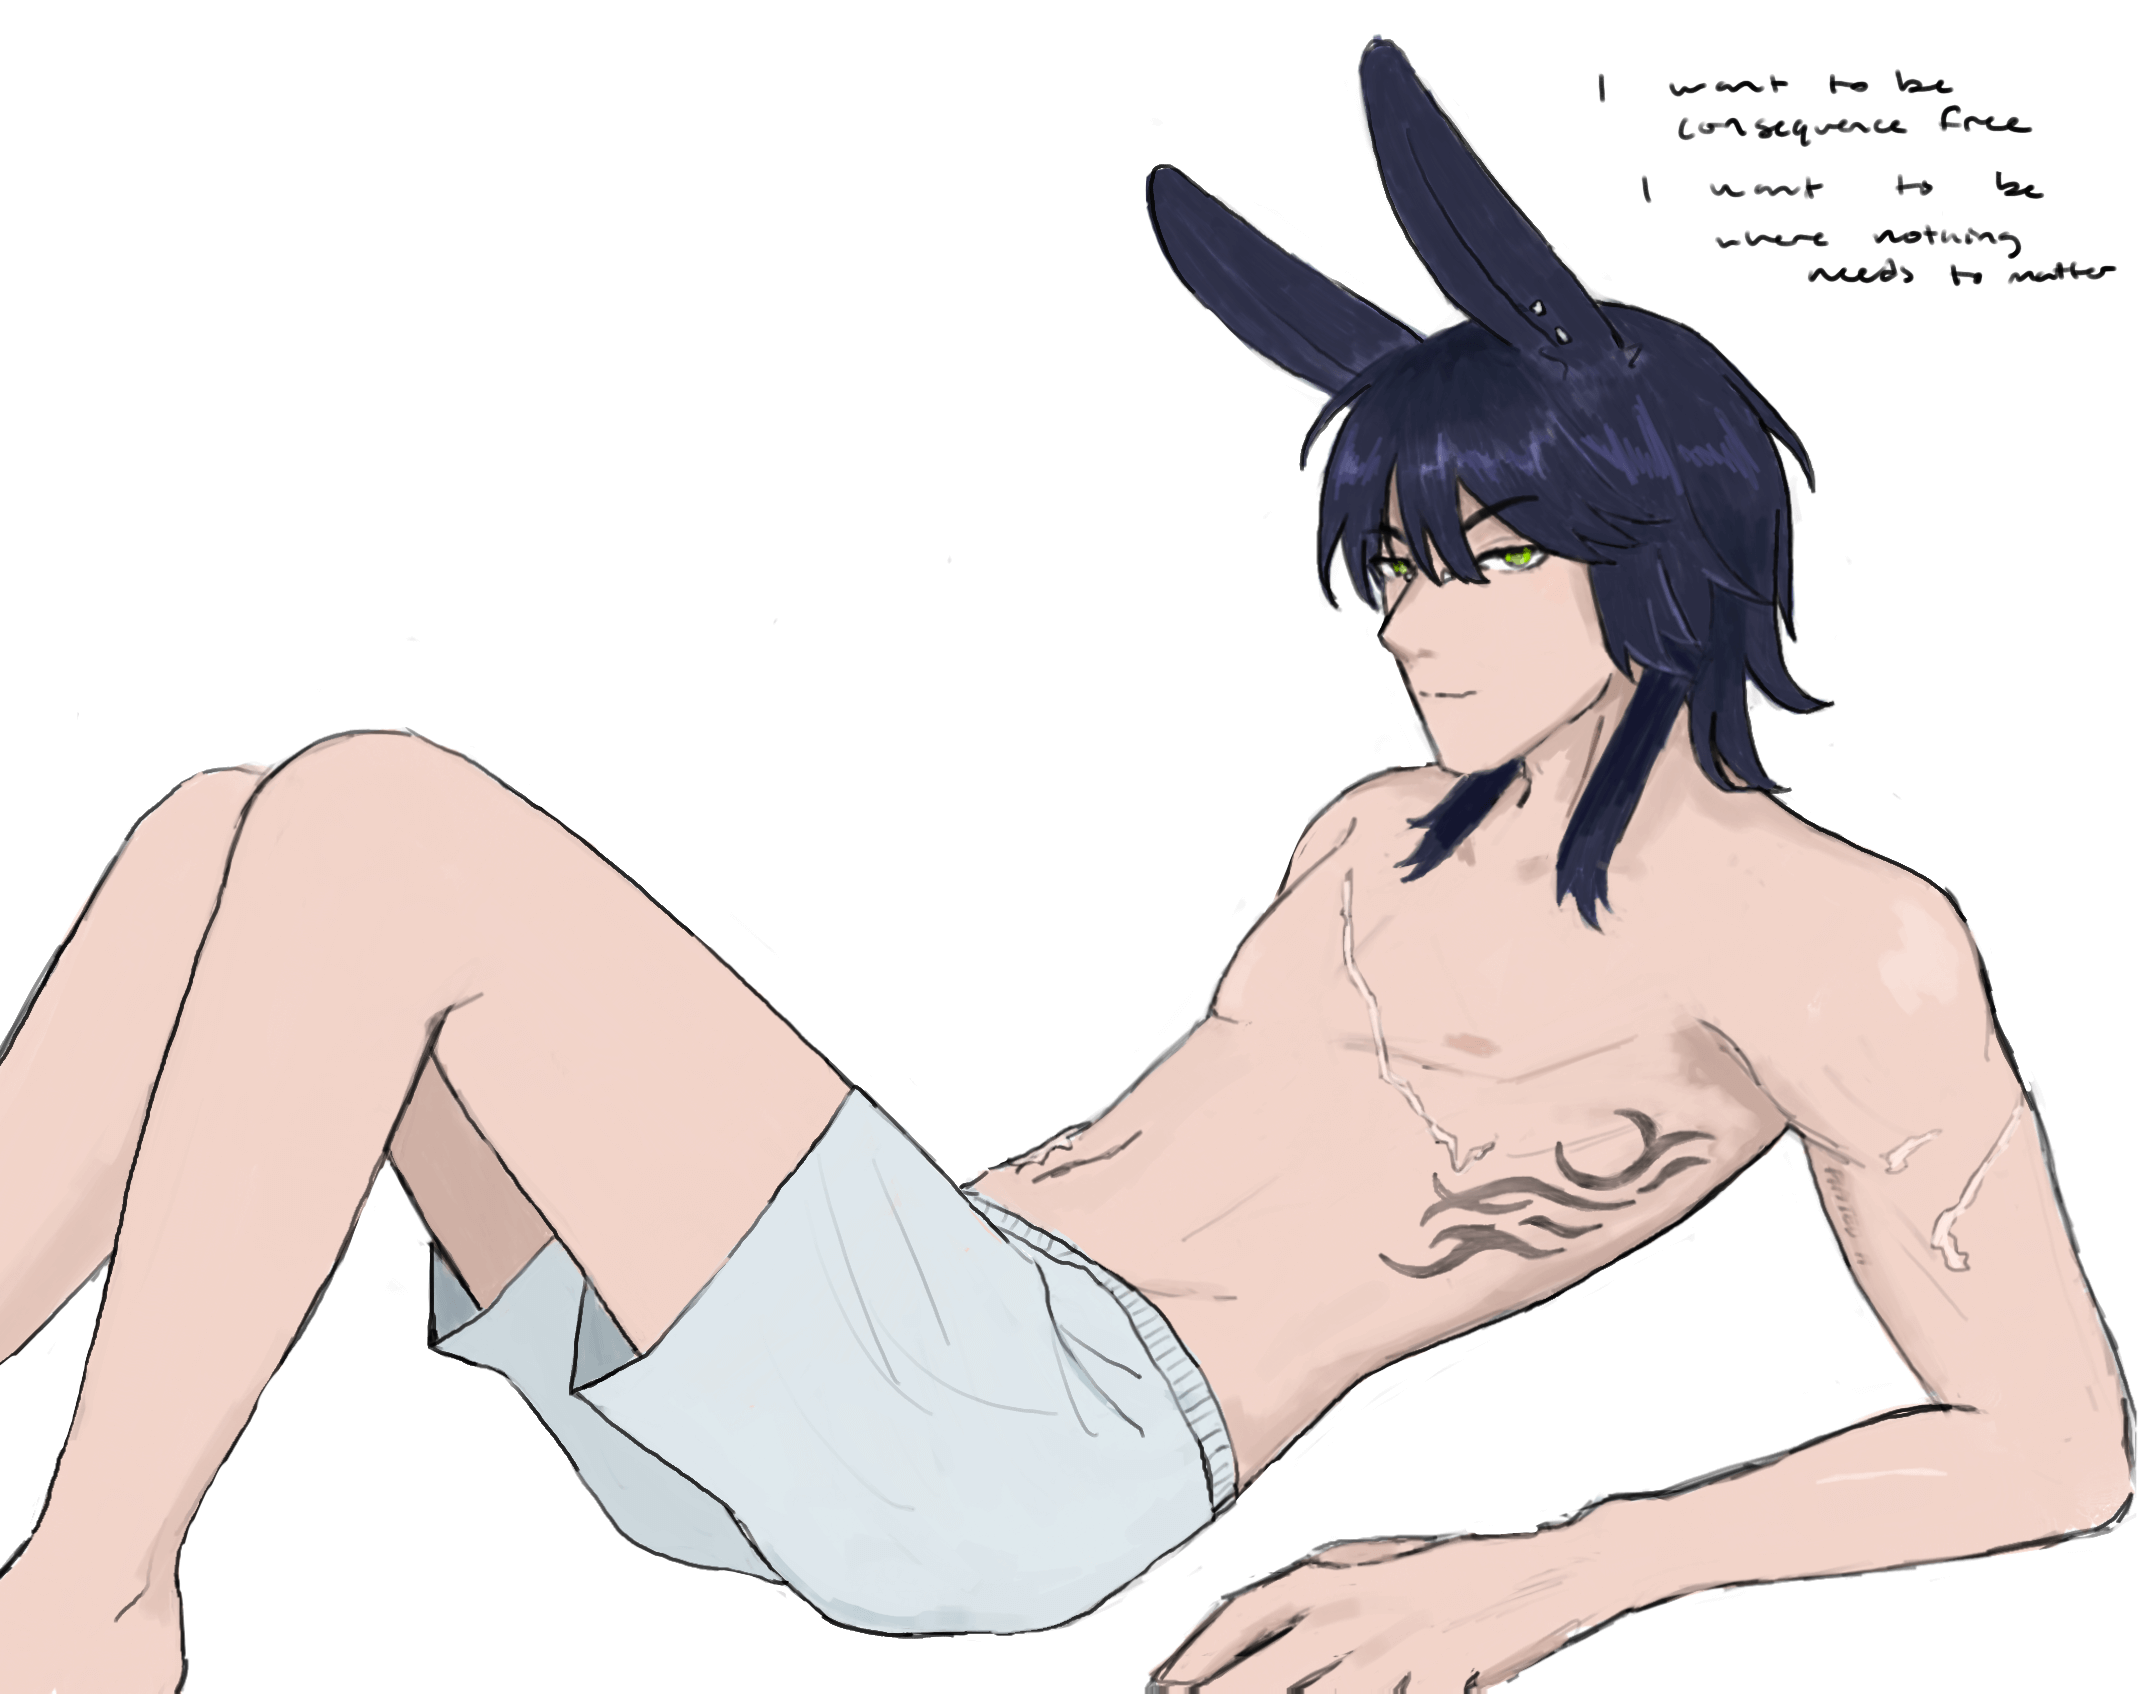 I want to be
consequence free
I want to be
where nothing
needs to matter